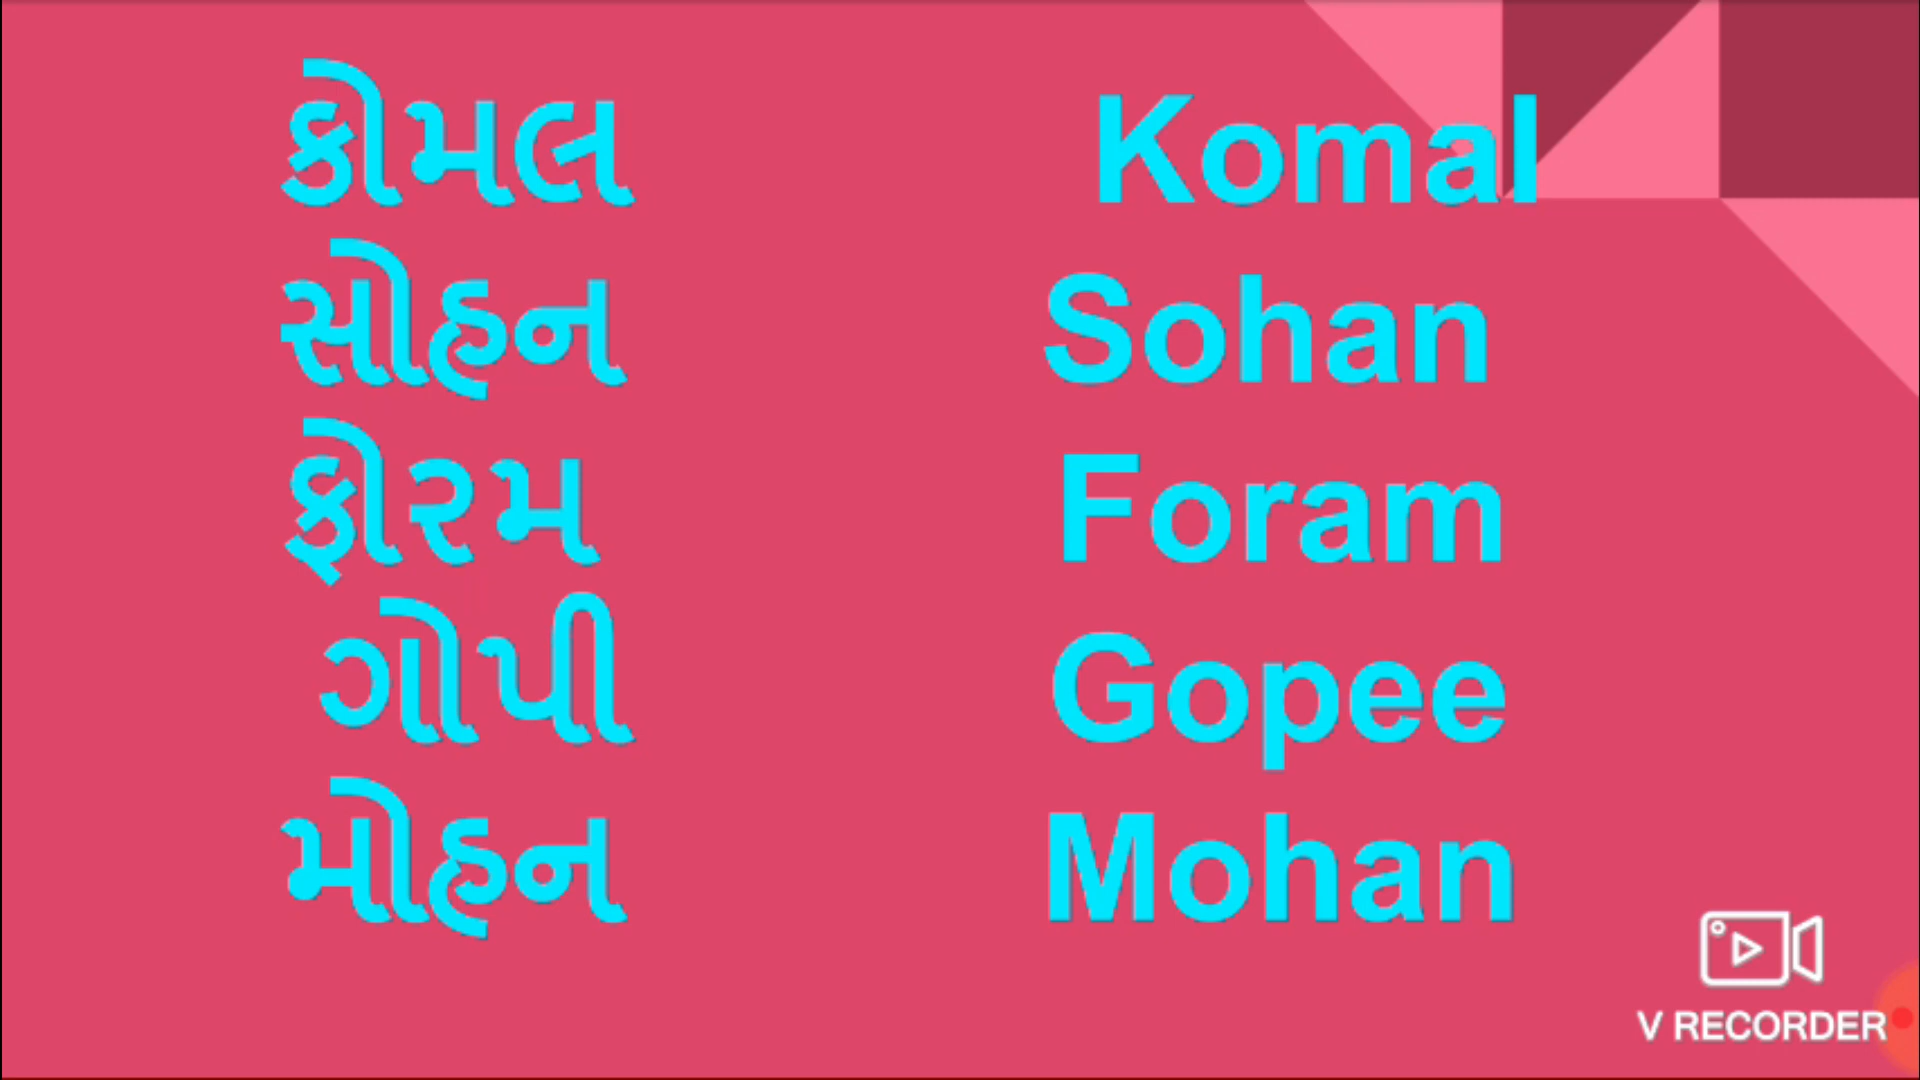 કોમલ Komal
સોહન Sohan
ફોરમ Foram
ગોપી Gopee
મોહન Mohan
V RECORDER